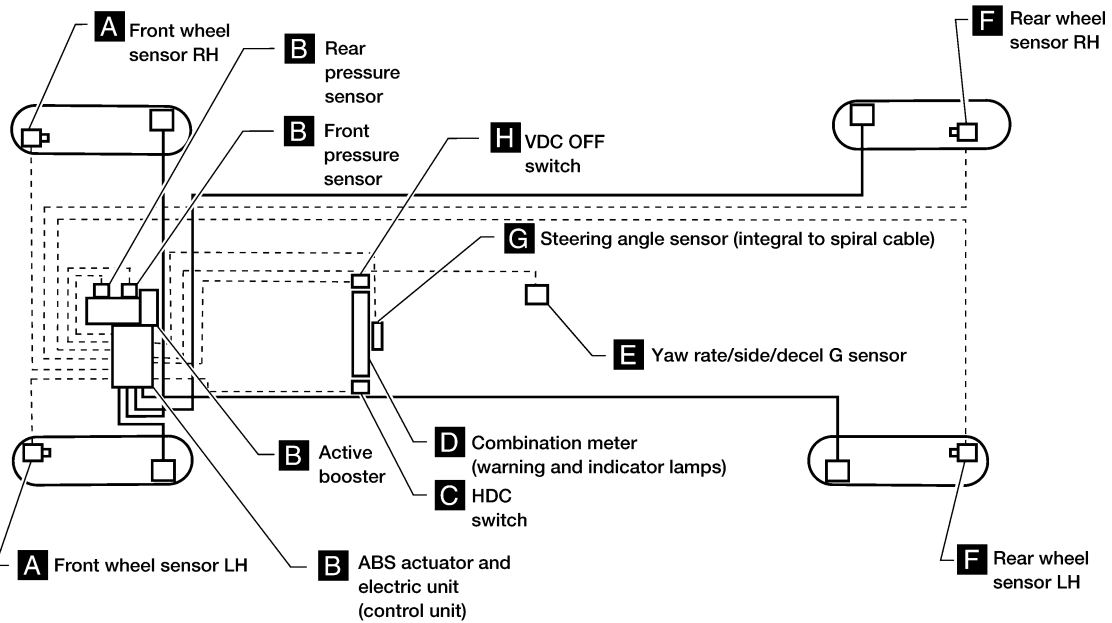 A Front wheel
sensor RH
B Rear
pressure
sensor
B Front
pressure
sensor
H VDC OFF
switch
F Rear wheel
sensor RH
G Steering angle sensor (integral to spiral cable)
E Yaw rate/side/decel G sensor
D Combination meter
(warning and indicator lamps)
C HDC
switch
B Active
booster
A Front wheel sensor LH
B ABS actuator and
electric unit
(control unit)
F Rear wheel
sensor LH